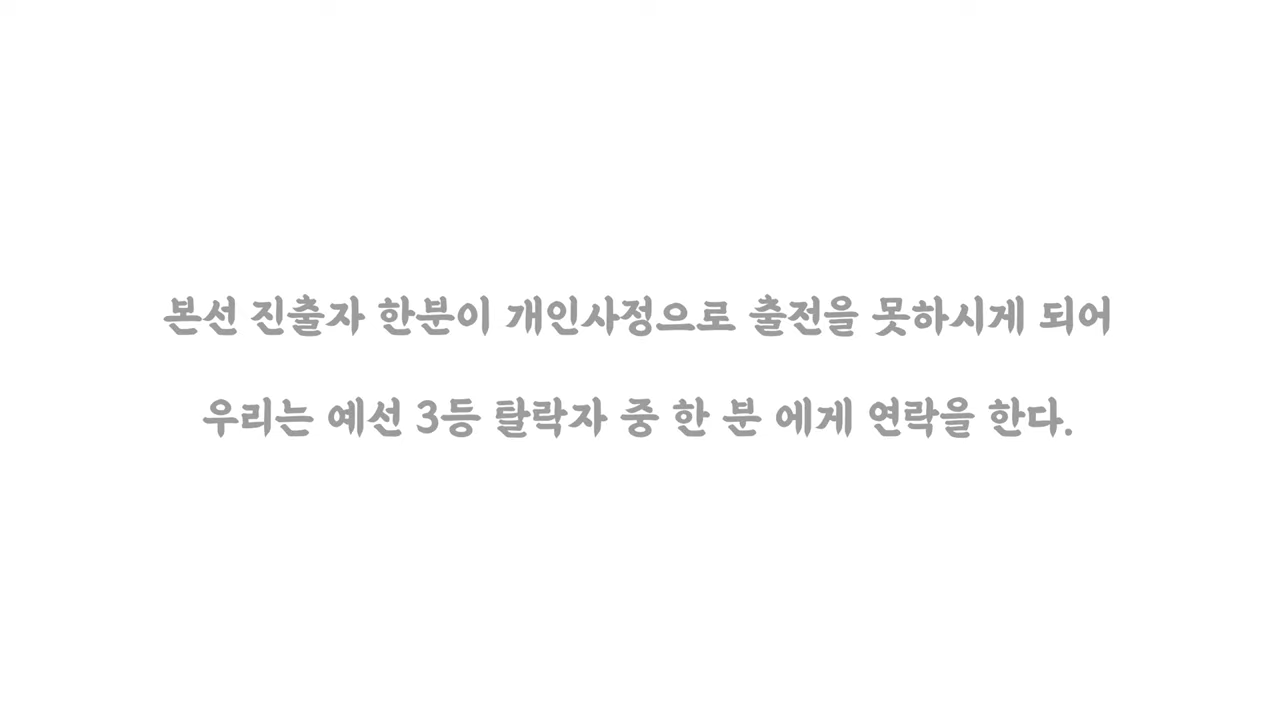 본선 진출자 한분이 개인사정으로 출전을 못하시게 되어
우리는 예선 3등 탈락자 중 한 분 에게 연락을 한다.